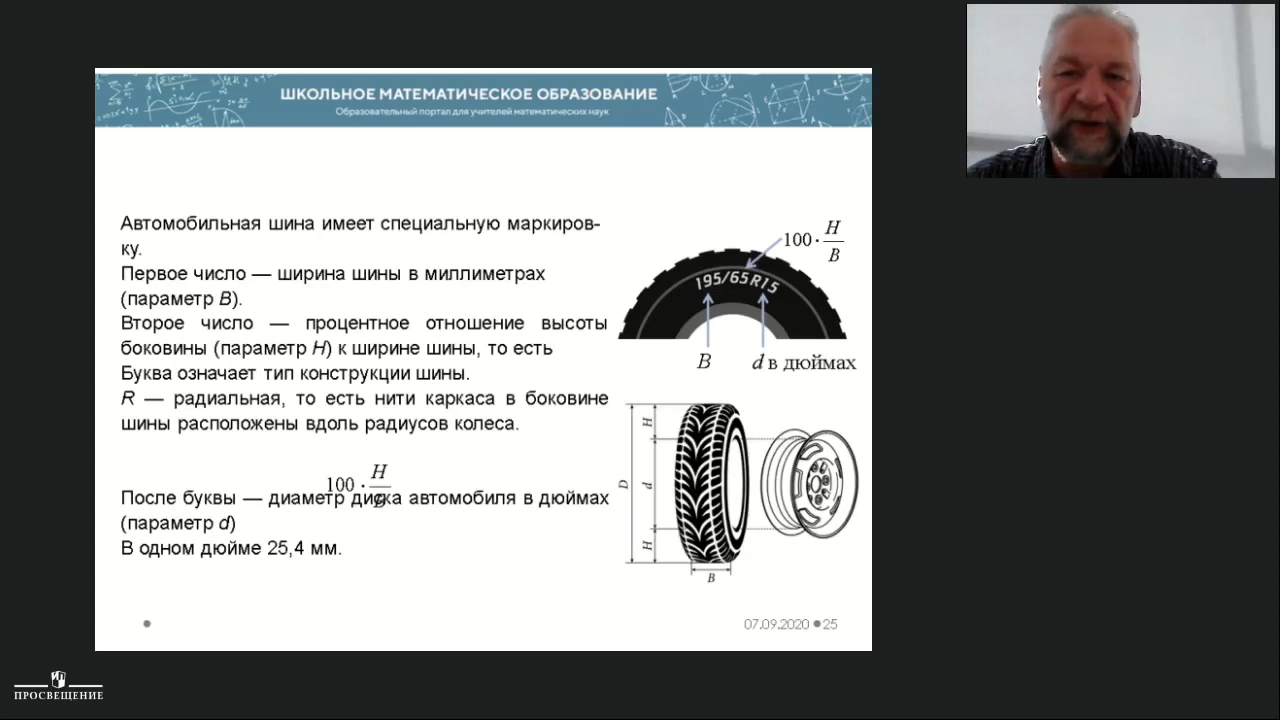 ШКОЛЬНОЕ МАТЕМАТИЧЕСКОЕ ОБРАЗОВАНИЕ
Образовательный портал для учителей математических наук
Автомобильная шина имеет специальную маркиров-
ку.
Первое число — ширина шины в миллиметрах
(параметр B).
Второе число — процентное отношение высоты
боковины (параметр H) к ширине шины, то есть
Буква означает тип конструкции шины.
R — радиальная, то есть нити каркаса в боковине
шины расположены вдоль радиусов колеса.
100 · H/B
После буквы — диаметр диска автомобиля в дюймах
(параметр d)
В одном дюйме 25,4 мм.
100 · H/B
195/65 R15
B
d в дюймах
H
D
d
H
B
07.09.2020
25
ПРОСВЕЩЕНИЕ